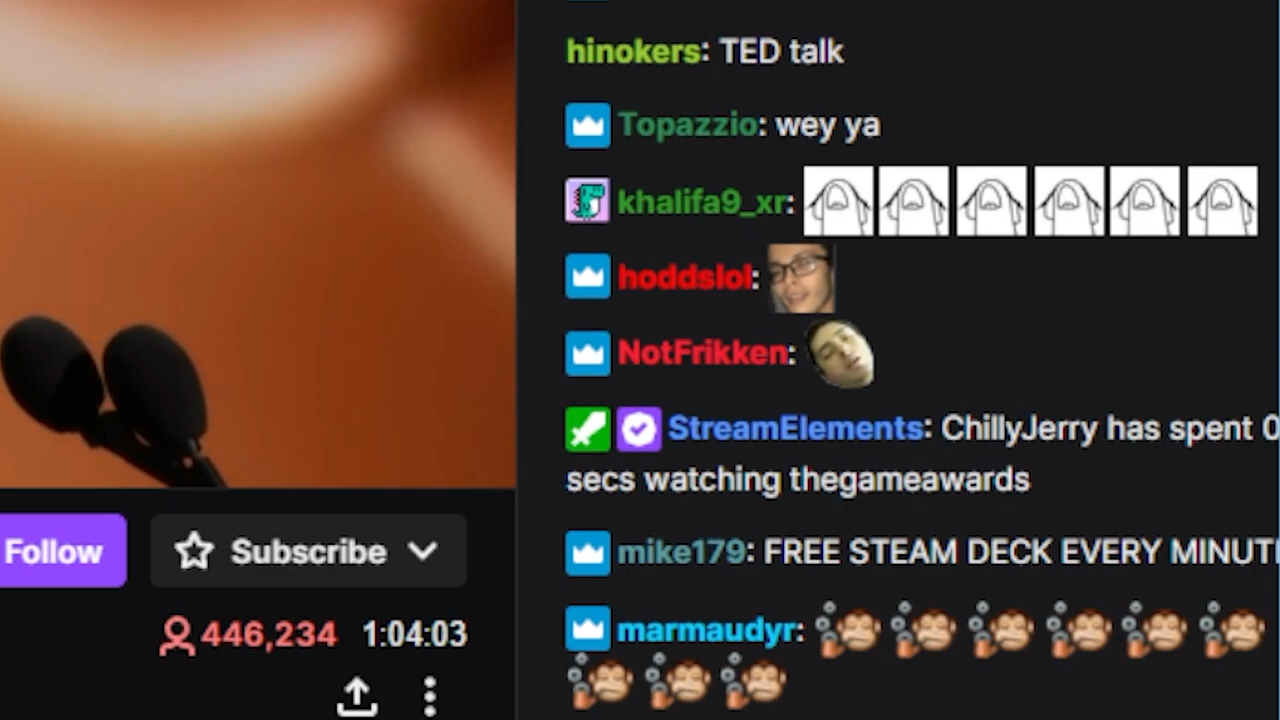 hinokers: TED talk
Topazzio: wey ya
khalifa9_xr:
hoddslol:
NotFrikken:
StreamElements: ChillyJerry has spent 0
secs watching thegameawards
mike179: FREE STEAM DECK EVERY
marmaudyr:
Follow
Subscribe
446,234 1:04:03